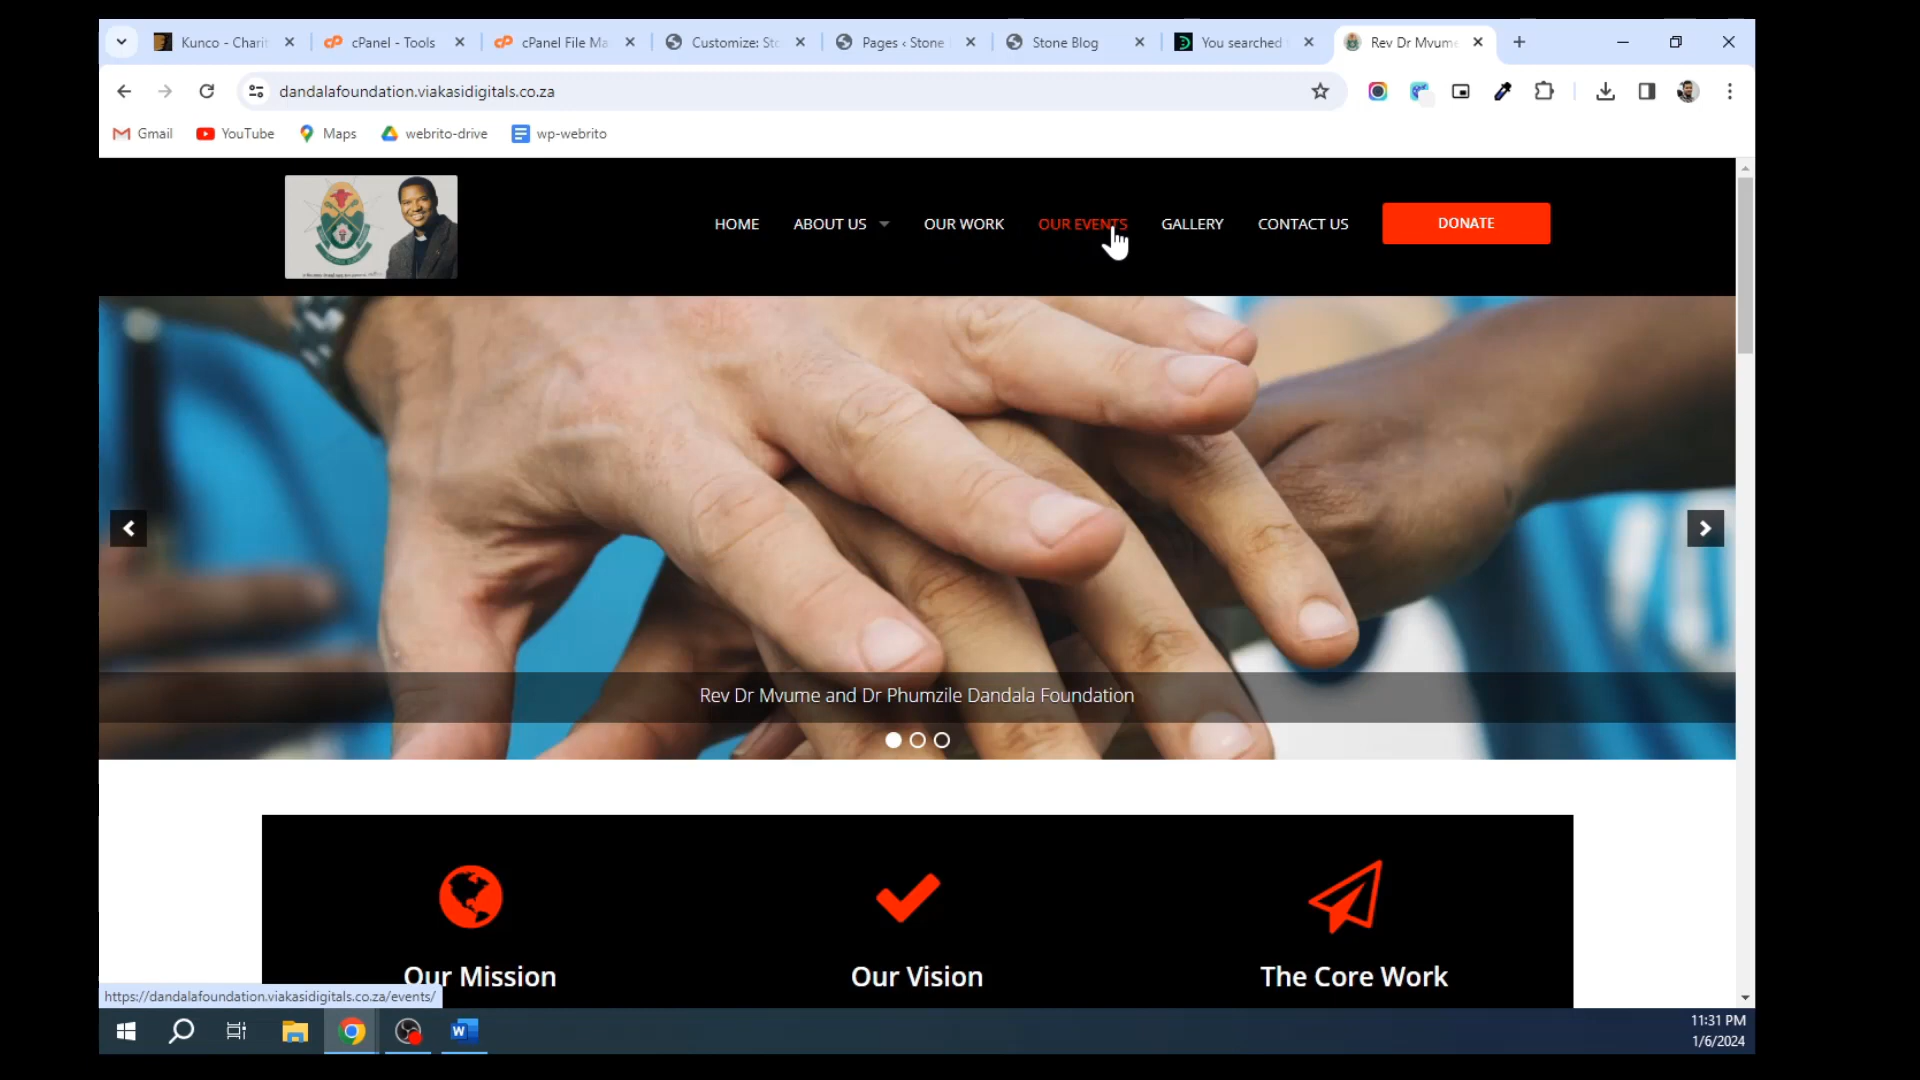 Kunco - Charit
cPanel - Tools
cPanel File Ma
Customize: Sto
Pages ‹ Stone
Stone Blog
You searched
Rev Dr Mvume
dandalafoundation.viakasidigitals.co.za
Gmail
YouTube
Maps
webrito-drive
wp-webrito
HOME
ABOUT US
OUR WORK
OUR EVENTS
GALLERY
CONTACT US
DONATE
Rev Dr Mvume and Dr Phumzile Dandala Foundation
Our Mission
Our Vision
The Core Work
https://dandalafoundation.viakasidigitals.co.za/events/
11:31 PM
1/6/2024